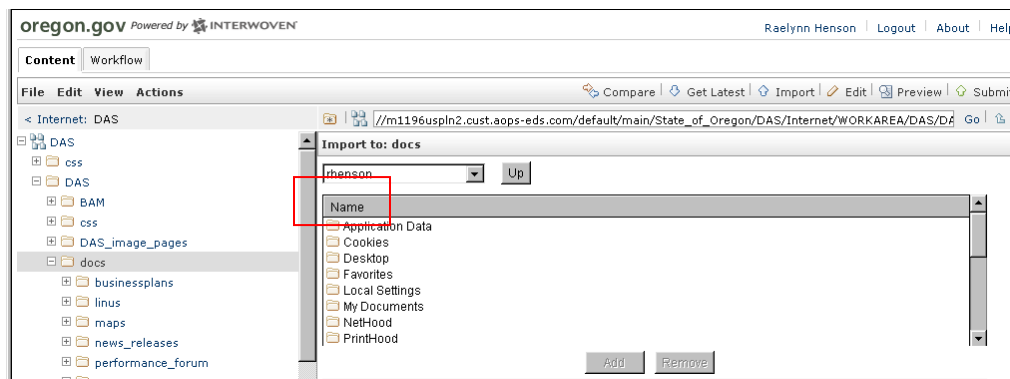 oregon.gov Powered by INTERWOVEN
Raelynn Henson Logout About Help
Content Workflow
File Edit View Actions
Compare Get Latest Import Edit Preview Submi
< Internet: DAS
//m1196uspln2.cust.aops-eds.com/default/main/State_of_Oregon/DAS/Internet/WORKAREA/DAS/DA Go
DAS
css
DAS
BAM
css
DAS_image_pages
docs
businessplans
linus
maps
news_releases
performance_forum
Import to: docs
rhenson Up
Name
Application Data
Cookies
Desktop
Favorites
Local Settings
My Documents
NetHood
PrintHood
Add Remove